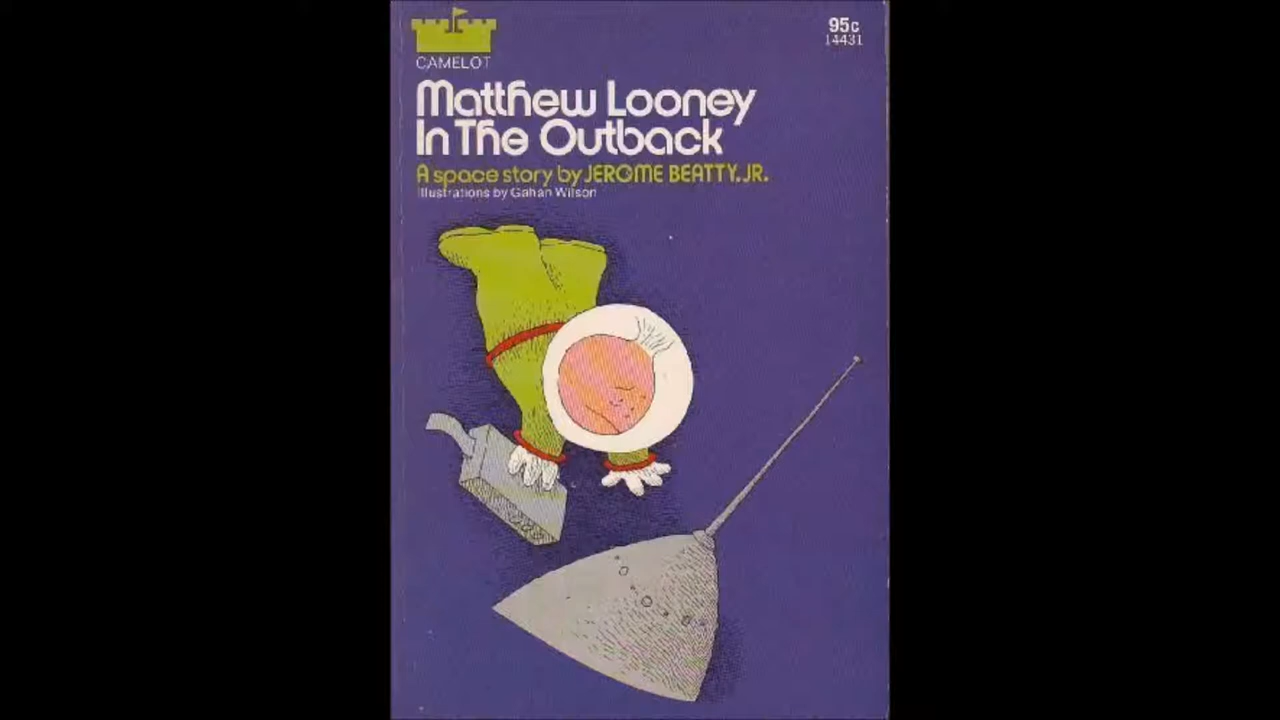 CAMELOT
95c
14431
Matthew Looney
In The Outback
A space story by JEROME BEATTY, JR.
Illustrations by Gahan Wilson